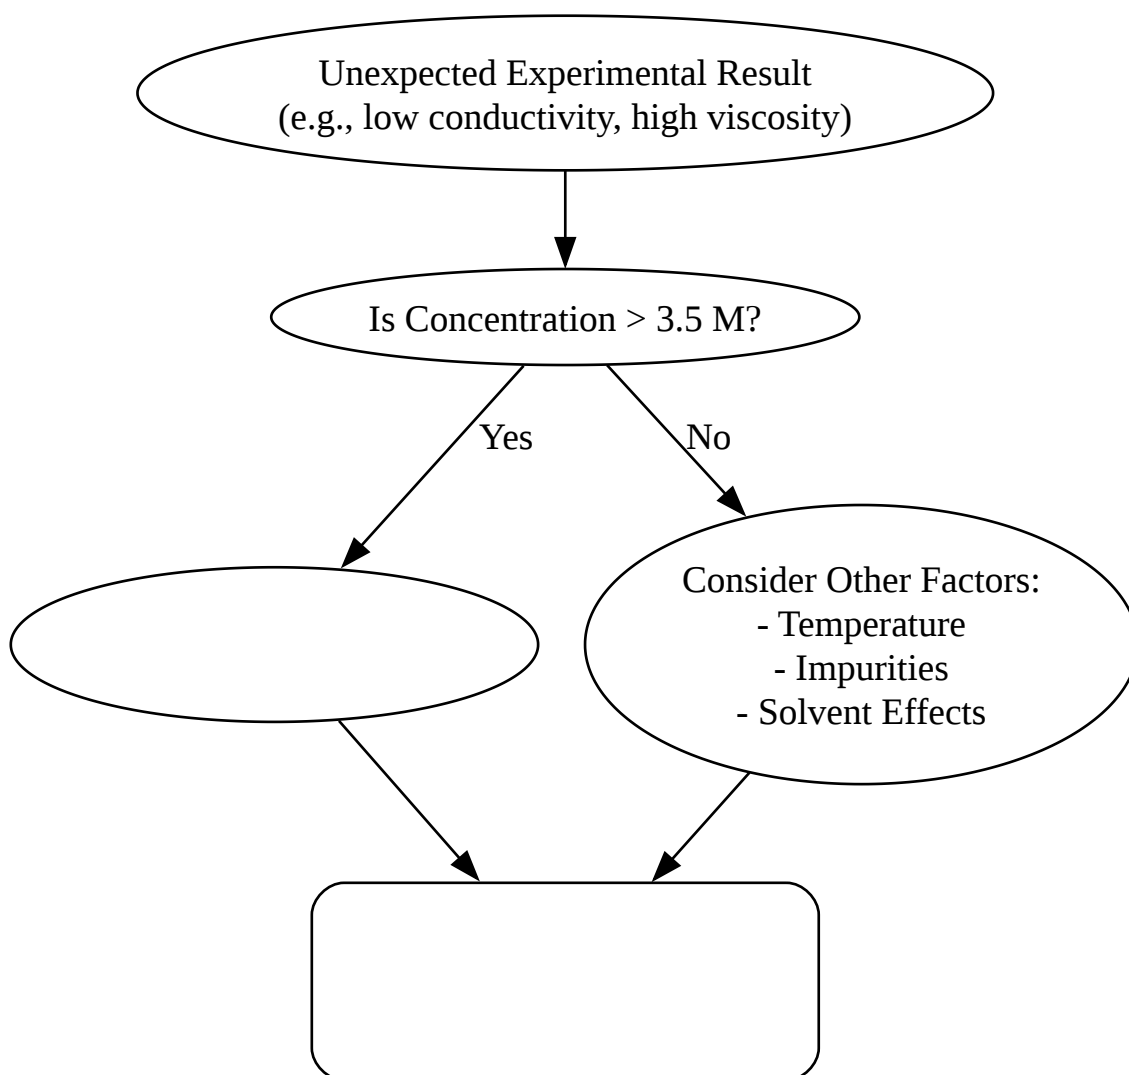 Unexpected Experimental Result
(e.g., low conductivity, high viscosity)
Is Concentration > 3.5 M?
Yes
No
Consider Other Factors:
- Temperature
- Impurities
- Solvent Effects